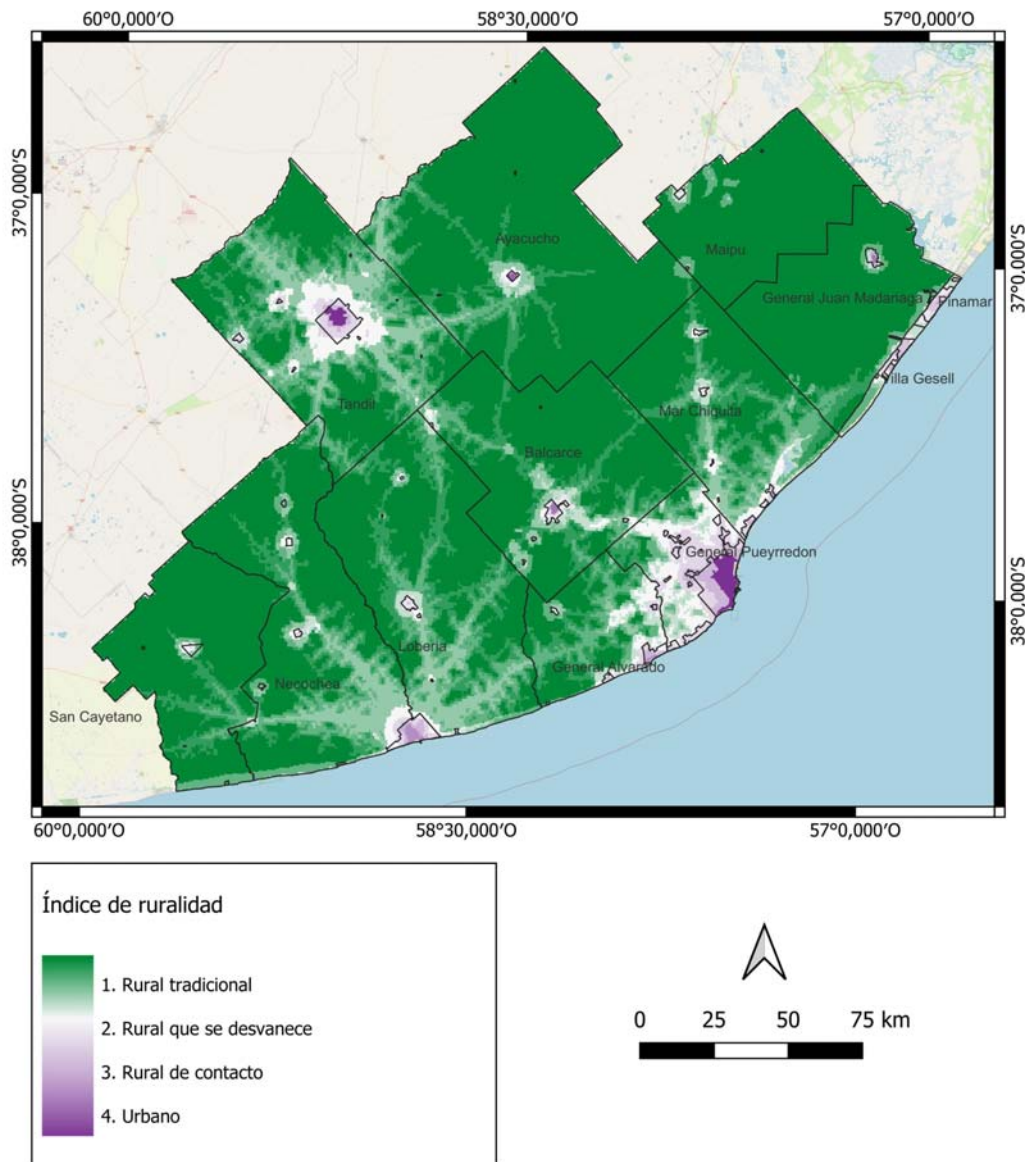 60°0,000′O 58°30,000′O 57°0,000′O
37°0,000′S
37°0,000′S
38°0,000′S
38°0,000′S
Ayacucho
Maipu
General Juan Madariaga
Pinamar
Villa Gesell
Tandil
Mar Chiquita
Balcarce
General Pueyrredon
Loberia
General Alvarado
Necochea
San Cayetano
60°0,000′O 58°30,000′O 57°0,000′O
Índice de ruralidad
1. Rural tradicional
2. Rural que se desvanece
3. Rural de contacto
4. Urbano
0 25 50 75 km